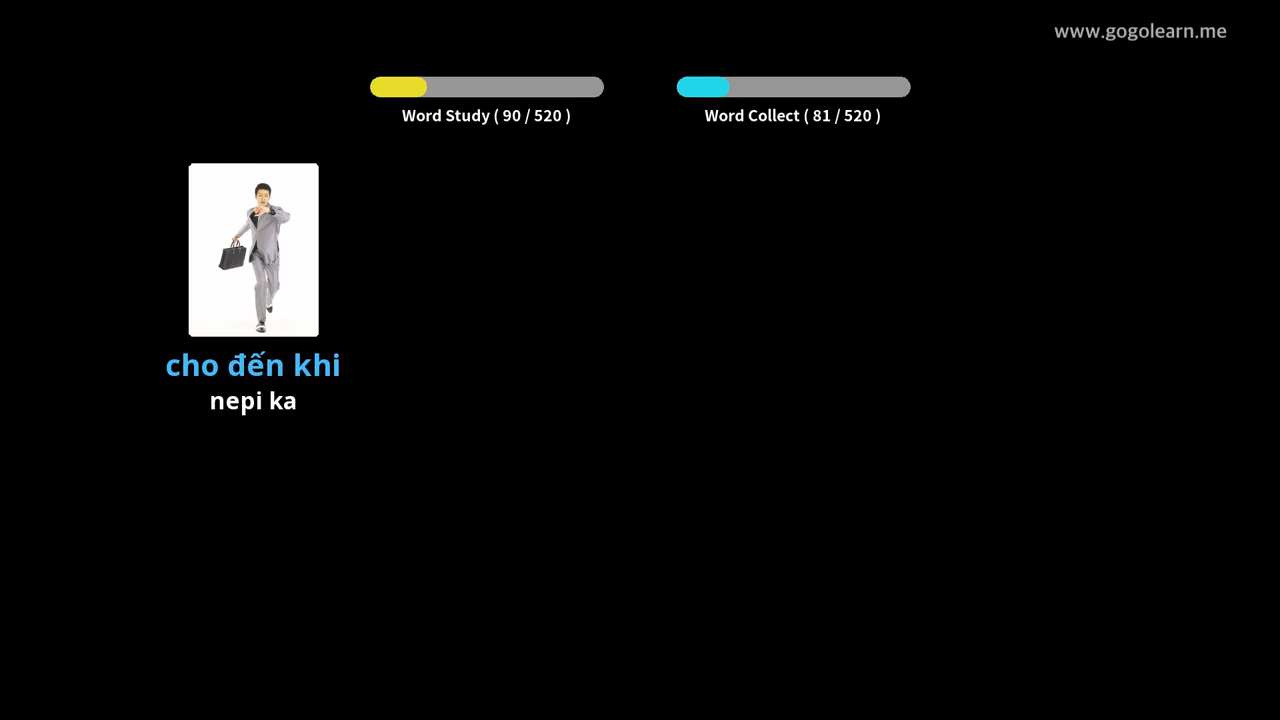 www.gogolearn.me
Word Study ( 90 / 520 )
Word Collect ( 81 / 520 )
cho đến khi
nepi ka